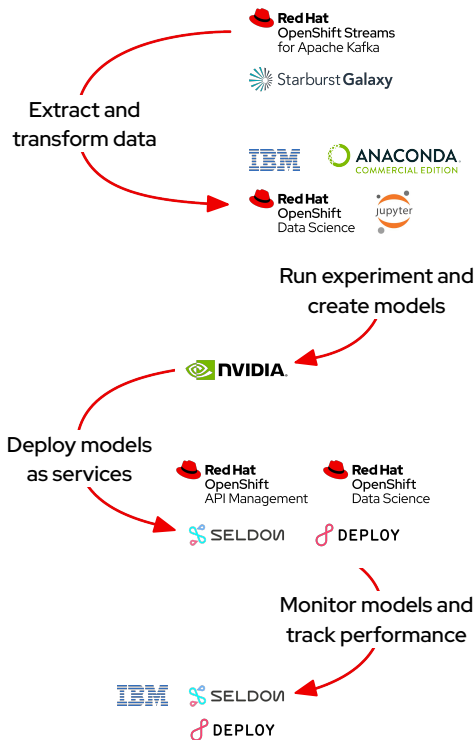 Red Hat
OpenShift Streams
for Apache Kafka
Starburst Galaxy
Extract and
transform data
IBM
ANACONDA.
COMMERCIAL EDITION
Red Hat
OpenShift
Data Science
jupyter
Run experiment and
create models
NVIDIA.
Deploy models
as services
Red Hat
OpenShift
API Management
Red Hat
OpenShift
Data Science
SELDON
DEPLOY
Monitor models and
track performance
IBM
SELDON
DEPLOY